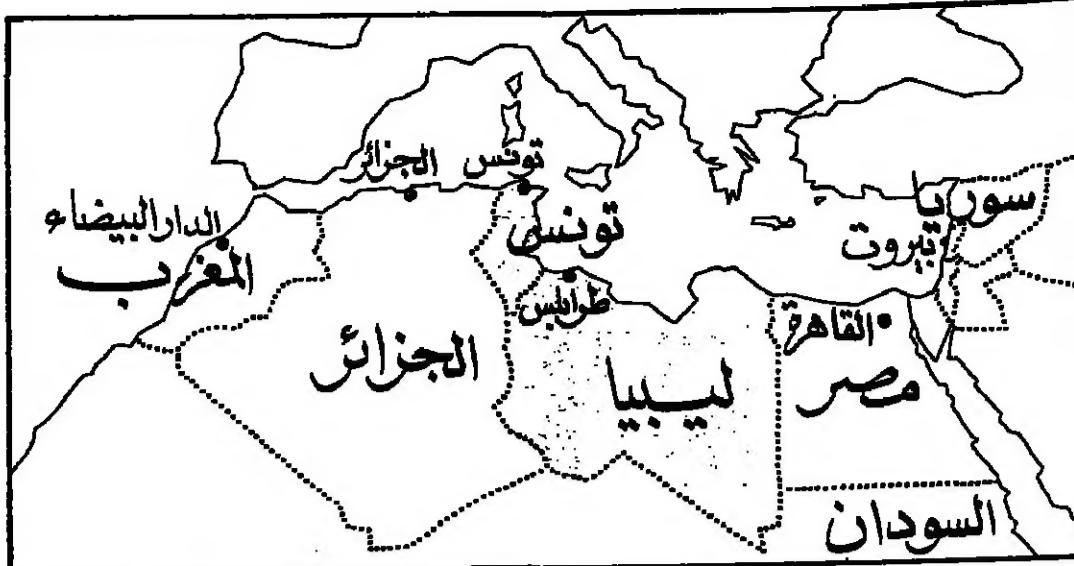 الجزائر
تونس
سوريا
الدار البيضاء
تونس
بيروت
المغرب
طرابلس
القاهرة
الجزائر
ليبيا
مصر
السودان